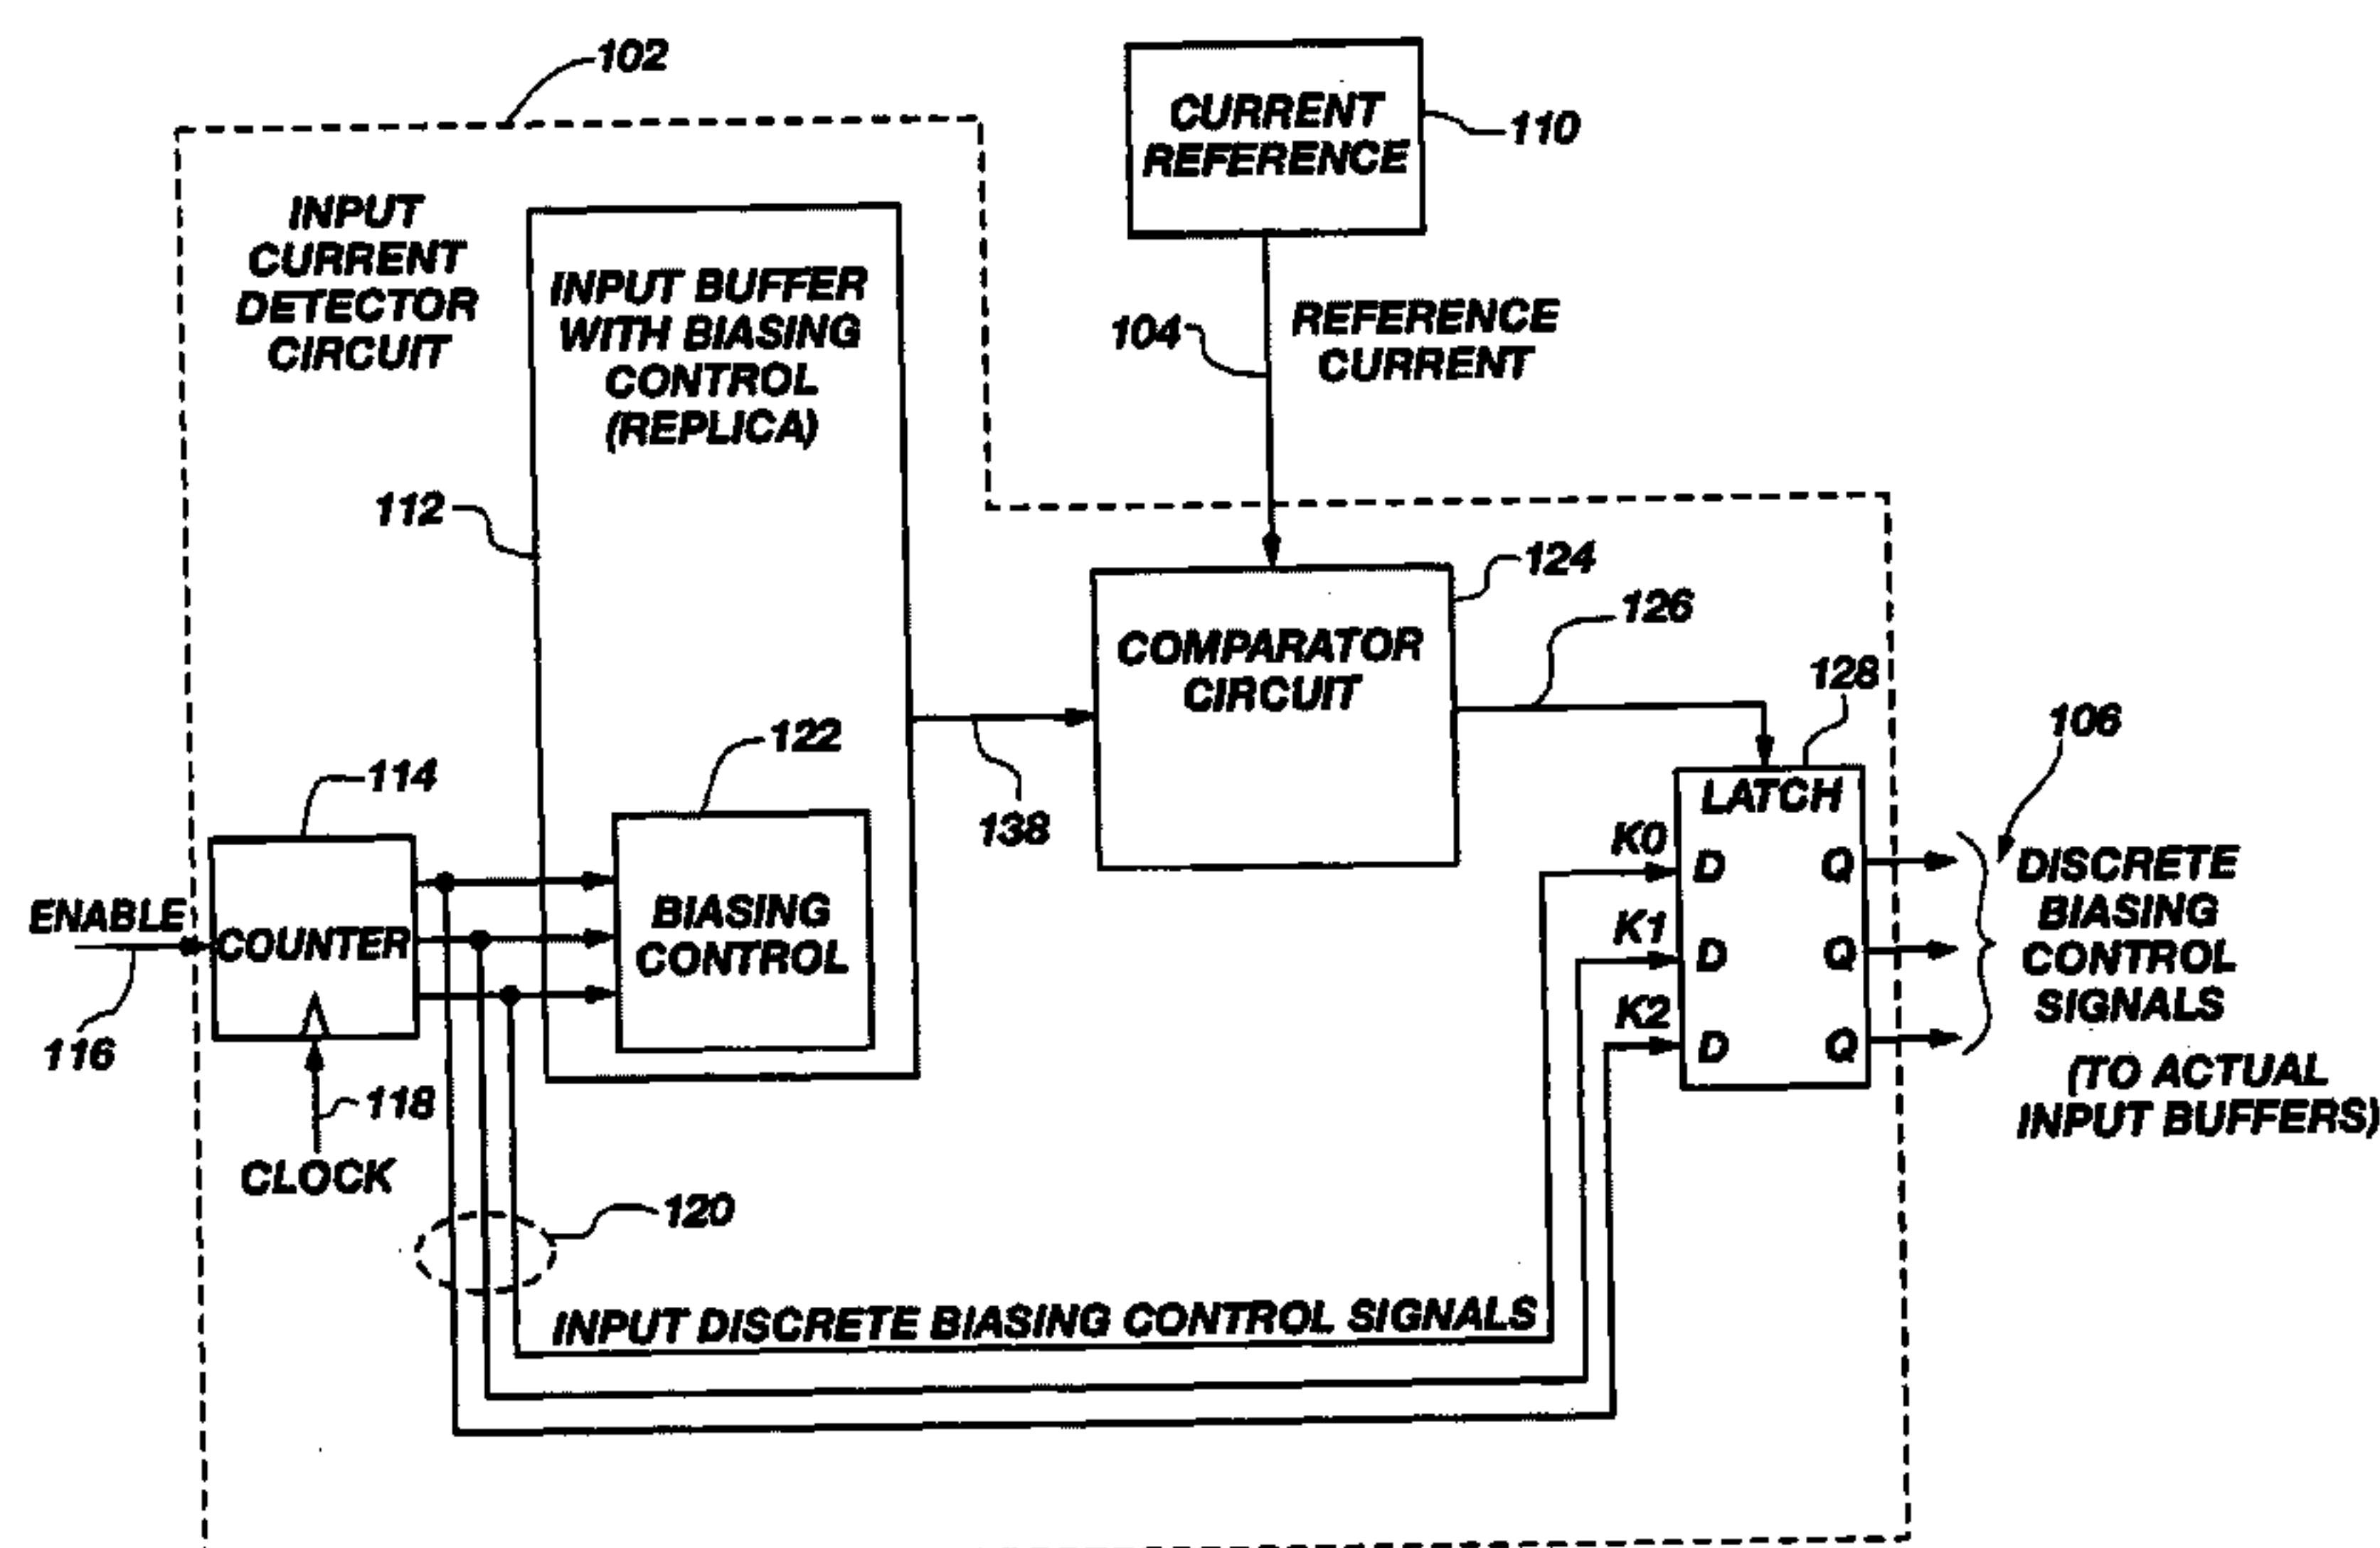 102
CURRENT
REFERENCE
110
INPUT
CURRENT
DETECTOR
CIRCUIT
INPUT BUFFER
WITH BIASING
CONTROL
(REPLICA)
104
REFERENCE
CURRENT
112
124
COMPARATOR
CIRCUIT
126
128
106
122
114
138
LATCH
ENABLE
COUNTER
BIASING
CONTROL
K0
D
Q
K1
D
Q
K2
D
Q
DISCRETE
BIASING
CONTROL
SIGNALS
(TO ACTUAL
INPUT BUFFERS)
116
118
CLOCK
120
INPUT DISCRETE BIASING CONTROL SIGNALS